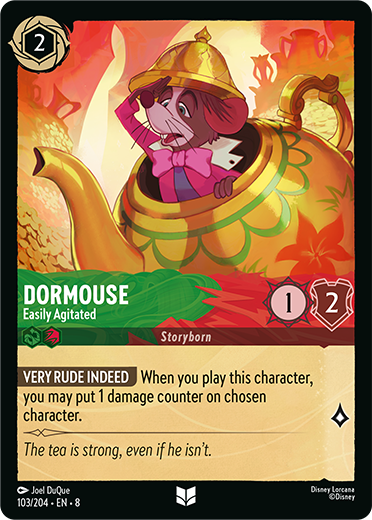 2
DORMOUSE
Easily Agitated
1
2
Storyborn
VERY RUDE INDEED When you play this character,
you may put 1 damage counter on chosen
character.
The tea is strong, even if he isn't.
Joel DuQue
103/204 • EN • 8
Disney Lorcana
©Disney